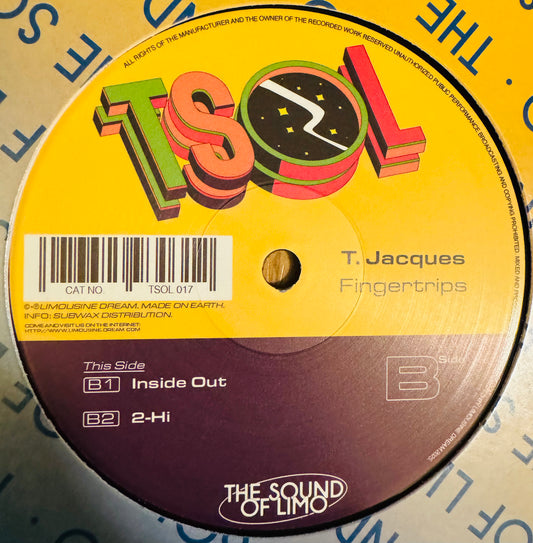 ALL RIGHTS OF THE MANUFACTURER AND THE OWNER OF THE RECORDED WORK RESERVED UNAUTHORIZED PUBLIC PERFORMANCE BROADCASTING AND COPYING PROHIBITED.
TSOL
CAT NO. TSOL 017
T. Jacques
Fingertrips
©+℗ LIMOUSINE DREAM. MADE ON EARTH.
INFO: SUBWAX DISTRIBUTION.
COME AND VISIT US ON THE INTERNET:
HTTP://WWW.LIMOUSINE-DREAM.COM
This Side
B Side
B1 Inside Out
B2 2-Hi
THE SOUND
OF LIMO